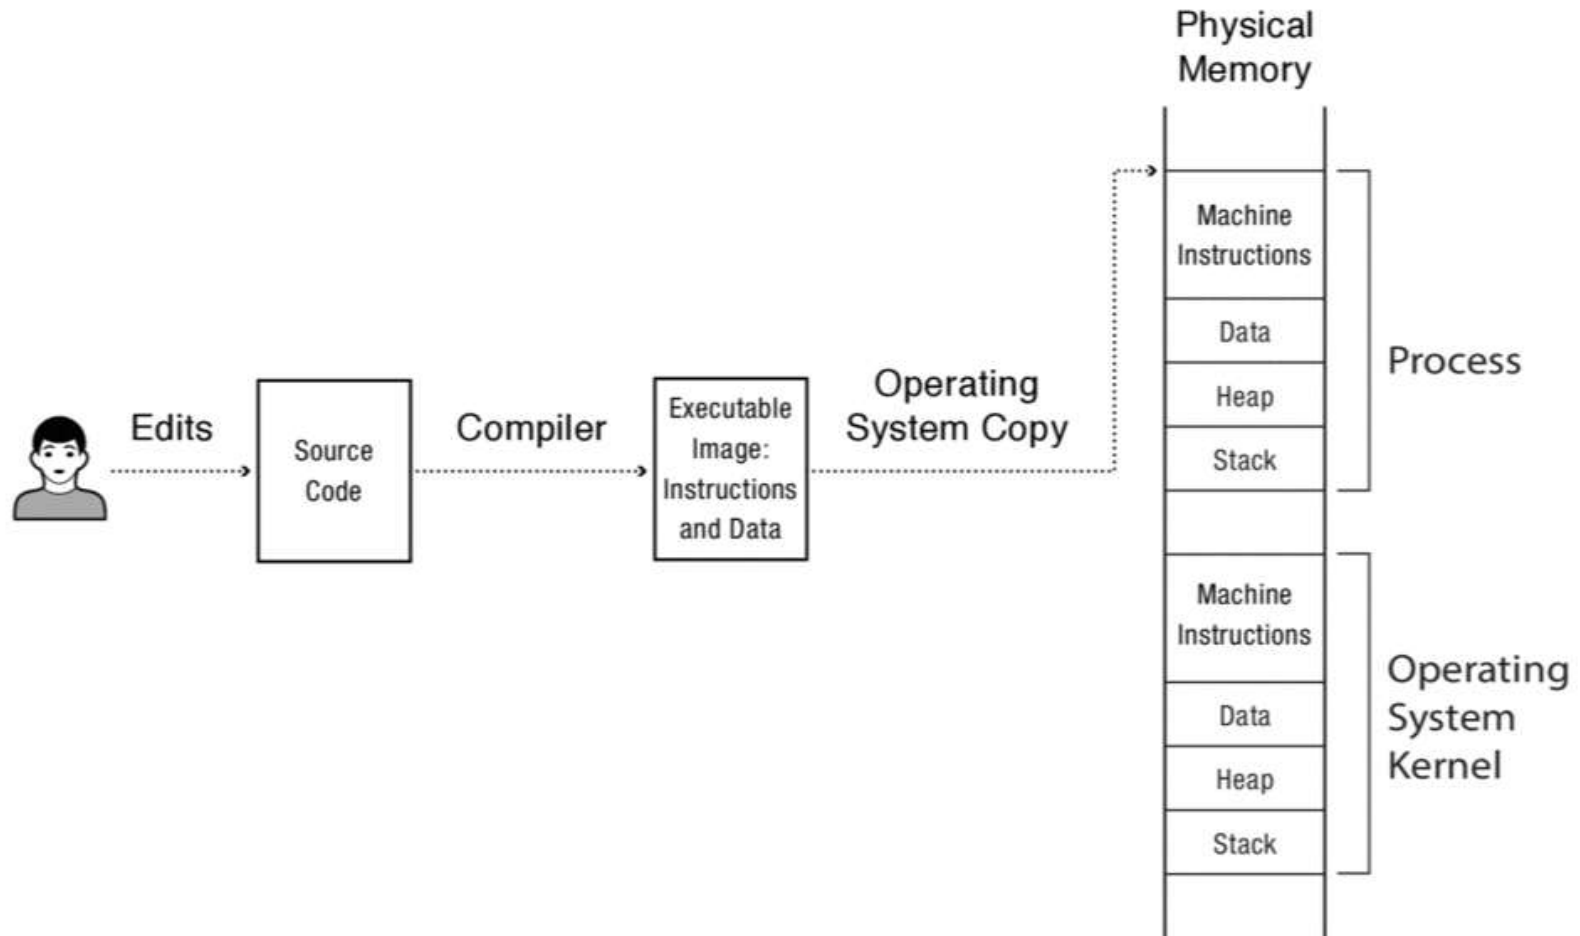 Physical
Memory
Machine
Instructions
Data
Heap
Stack
Process
Edits
Source
Code
Compiler
Executable
Image:
Instructions
and Data
Operating
System Copy
Machine
Instructions
Data
Heap
Stack
Operating
System
Kernel